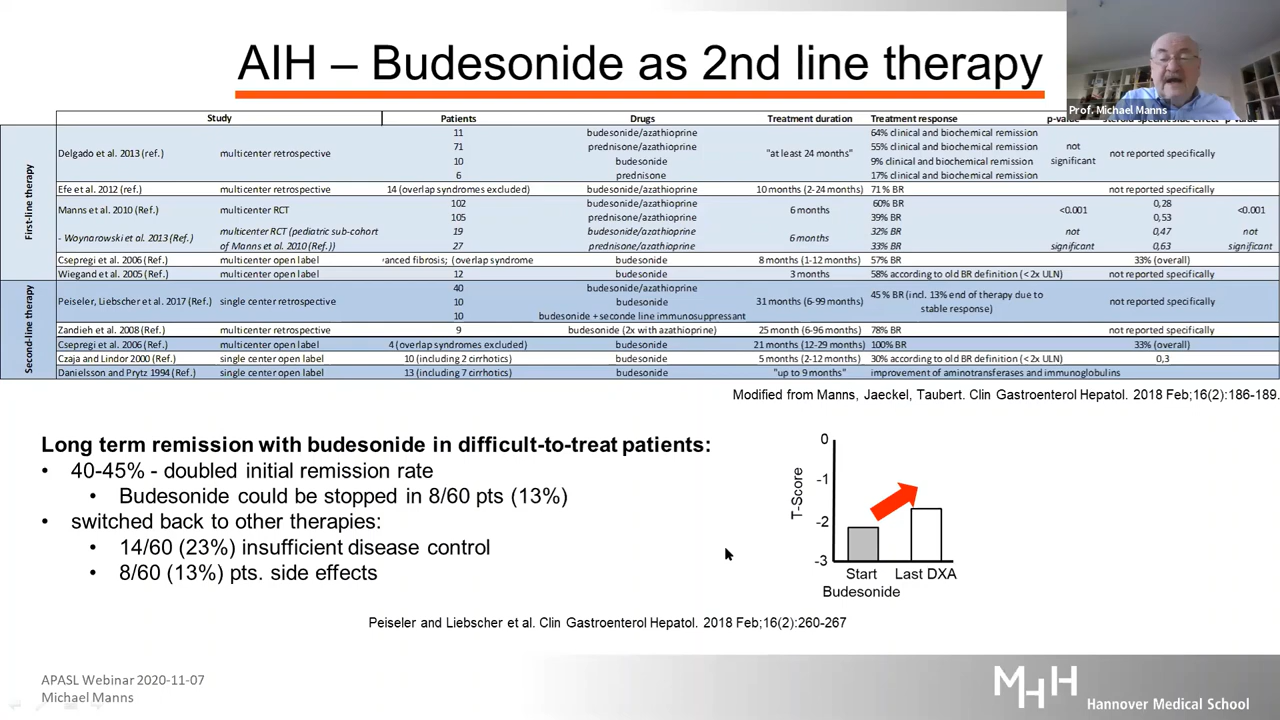 AIH – Budesonide as 2nd line therapy
Prof. Michael Manns
Study Patients Drugs Treatment duration Treatment response
First-line therapy
Delgado et al. 2013 (ref.) multicenter retrospective 11 budesonide/azathioprine "at least 24 months" 64% clinical and biochemical remission not significant not reported specifically
71 prednisone/azathioprine 55% clinical and biochemical remission
10 budesonide 9% clinical and biochemical remission
6 prednisone 17% clinical and biochemical remission
Efe et al. 2012 (ref.) multicenter retrospective 14 (overlap syndromes excluded) budesonide/azathioprine 10 months (2-24 months) 71% BR not reported specifically
Manns et al. 2010 (Ref.) multicenter RCT 102 budesonide/azathioprine 6 months 60% BR <0.001 0,28 <0.001
105 prednisone/azathioprine 39% BR 0,53
- Woynarowski et al. 2013 (Ref.) multicenter RCT (pediatric sub-cohort of Manns et al. 2010 (Ref.)) 19 budesonide/azathioprine 6 months 32% BR not significant 0,47 not significant
27 prednisone/azathioprine 33% BR 0,63
Csepregi et al. 2006 (Ref.) multicenter open label anced fibrosis; (overlap syndrome budesonide 8 months (1-12 months) 57% BR 33% (overall)
Wiegand et al. 2005 (Ref.) multicenter open label 12 budesonide 3 months 58% according to old BR definition (< 2x ULN) not reported specifically
Second-line therapy
Peiseler, Liebscher et al. 2017 (Ref.) single center retrospective 40 budesonide/azathioprine 31 months (6-99 months) 45% BR (incl. 13% end of therapy due to stable response) not reported specifically
10 budesonide
10 budesonide + seconde line immunosuppressant
Zandieh et al. 2008 (Ref.) multicenter retrospective 9 budesonide (2x with azathioprine) 25 month (6-96 months) 78% BR not reported specifically
Csepregi et al. 2006 (Ref.) multicenter open label 4 (overlap syndromes excluded) budesonide 21 months (12-29 months) 100% BR 33% (overall)
Czaja and Lindor 2000 (Ref.) single center open label 10 (including 2 cirrhotics) budesonide 5 months (2-12 months) 30% according to old BR definition (< 2x ULN) 0,3
Danielsson and Prytz 1994 (Ref.) single center open label 13 (including 7 cirrhotics) budesonide "up to 9 months" improvement of aminotransferases and immunoglobulins
Modified from Manns, Jaeckel, Taubert. Clin Gastroenterol Hepatol. 2018 Feb;16(2):186-189.
Long term remission with budesonide in difficult-to-treat patients:
• 40-45% - doubled initial remission rate
• Budesonide could be stopped in 8/60 pts (13%)
• switched back to other therapies:
• 14/60 (23%) insufficient disease control
• 8/60 (13%) pts. side effects
T-Score
0
-1
-2
-3
Start Budesonide
Last DXA
Peiseler and Liebscher et al. Clin Gastroenterol Hepatol. 2018 Feb;16(2):260-267
APASL Webinar 2020-11-07
Michael Manns
MHH Hannover Medical School